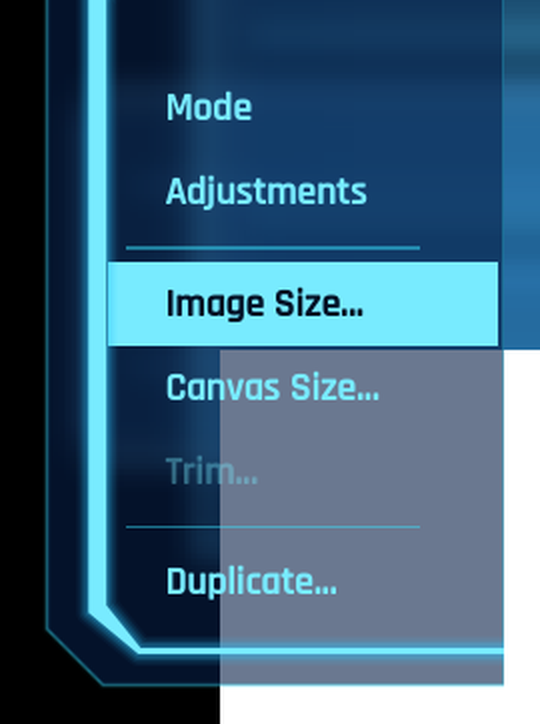 Mode
Adjustments
Image Size...
Canvas Size...
Trim...
Duplicate...